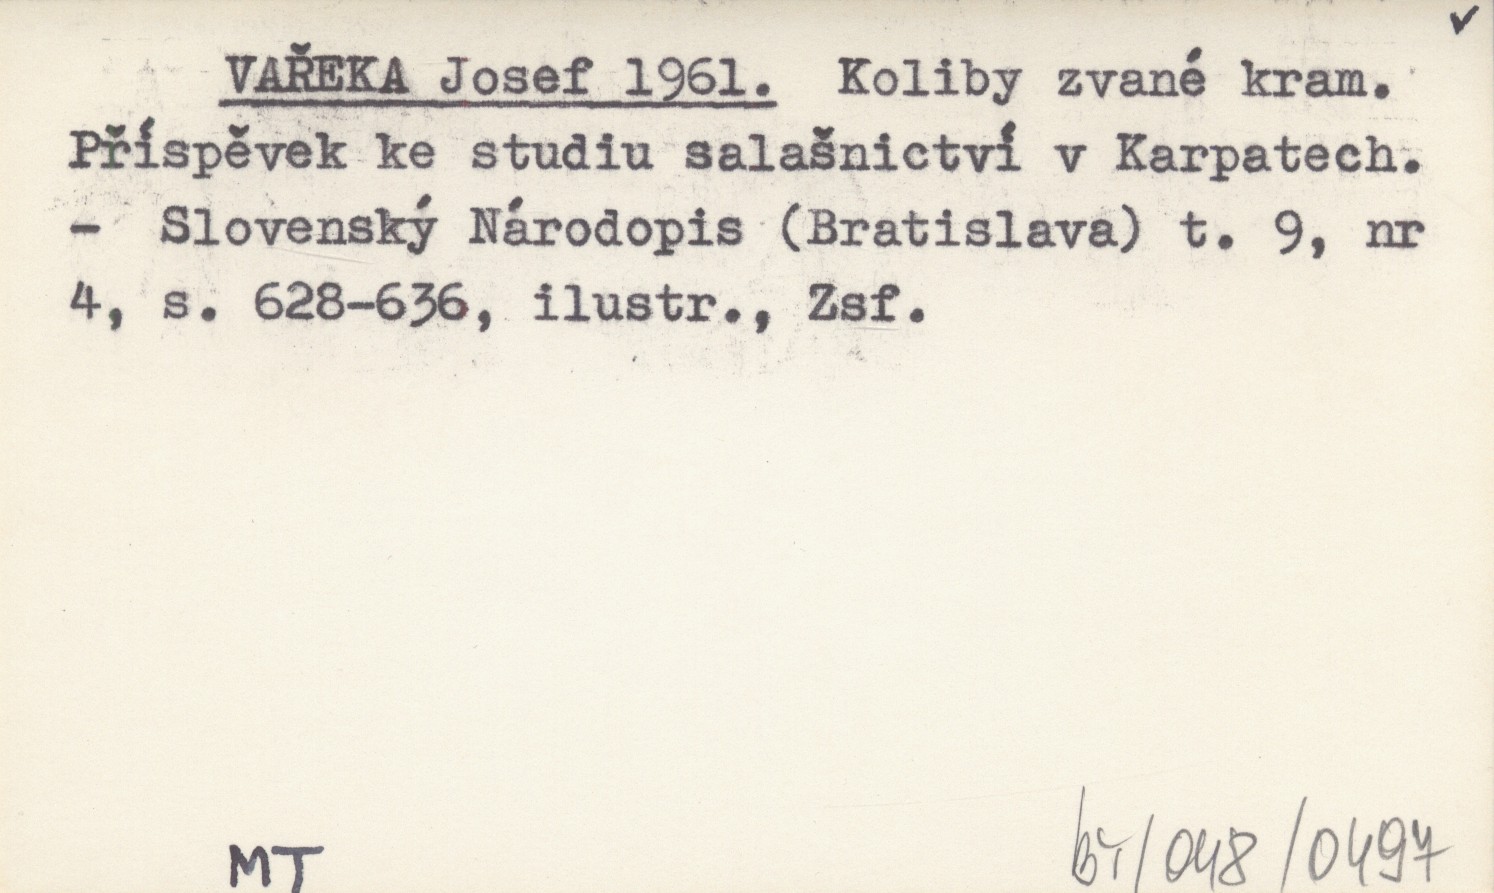 VAŘEKA Josef 1961. Koliby zvané kram.
Příspěvek ke studiu salašnictví v Karpatech.
- Slovenský Národopis (Bratislava) t. 9, nr
4, s. 628-636, ilustr., Zsf.
MT
/048/0497